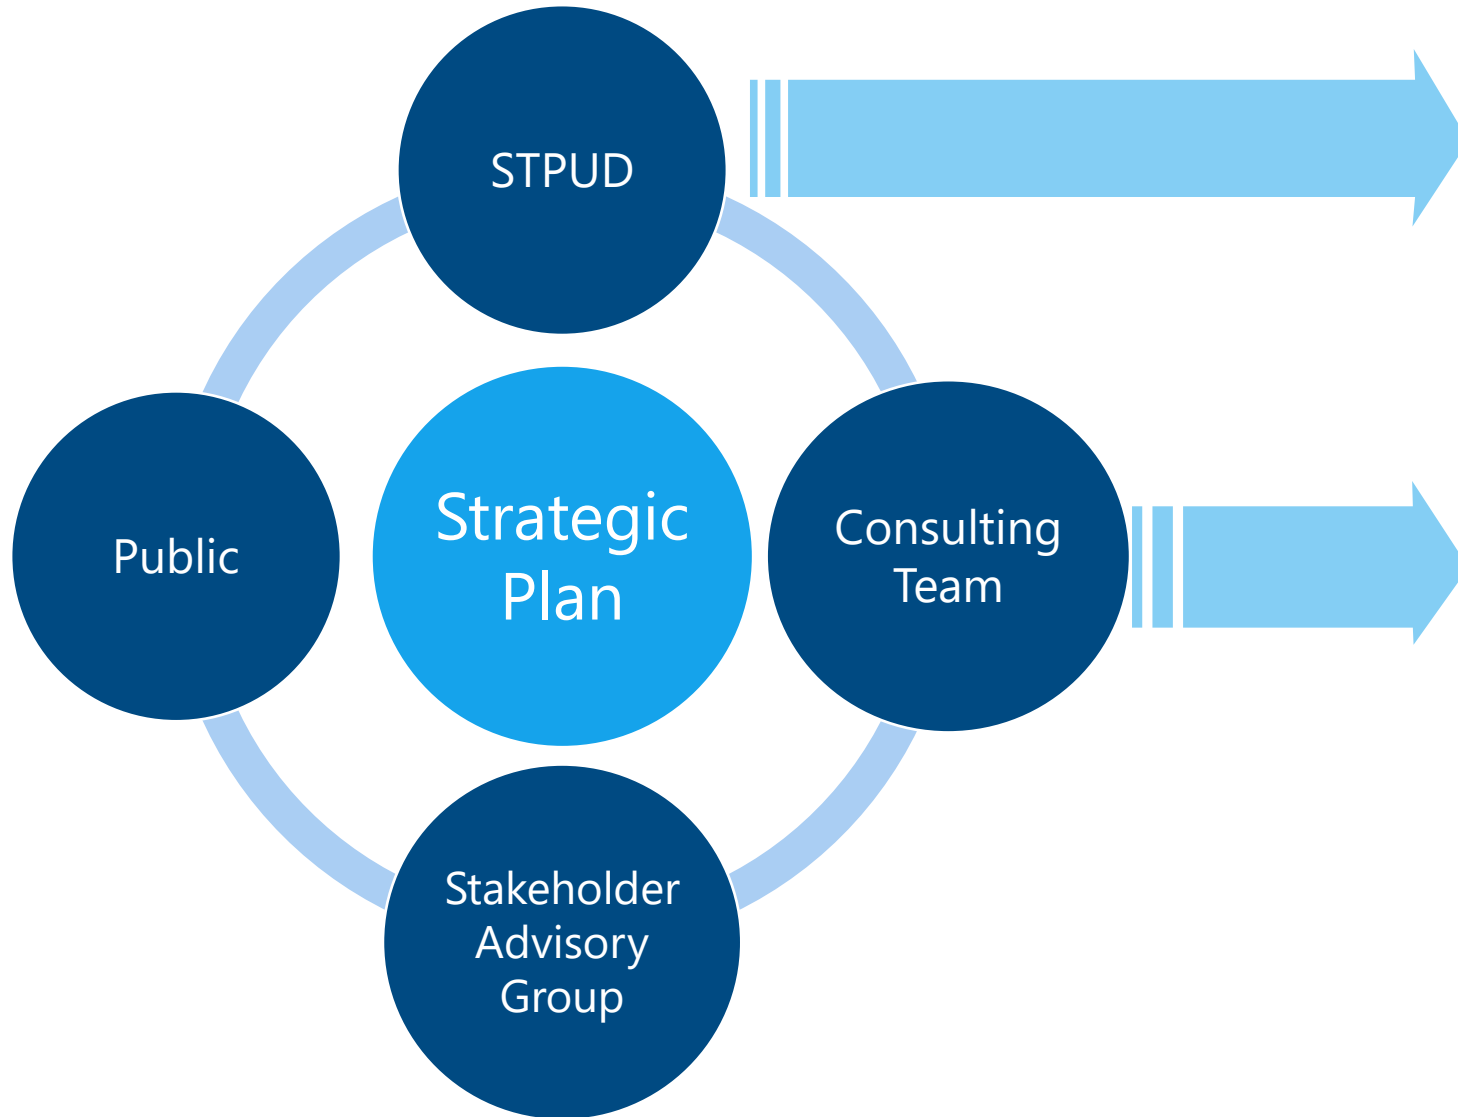 STPUD
Public
Strategic
Plan
Consulting
Team
Stakeholder
Advisory
Group